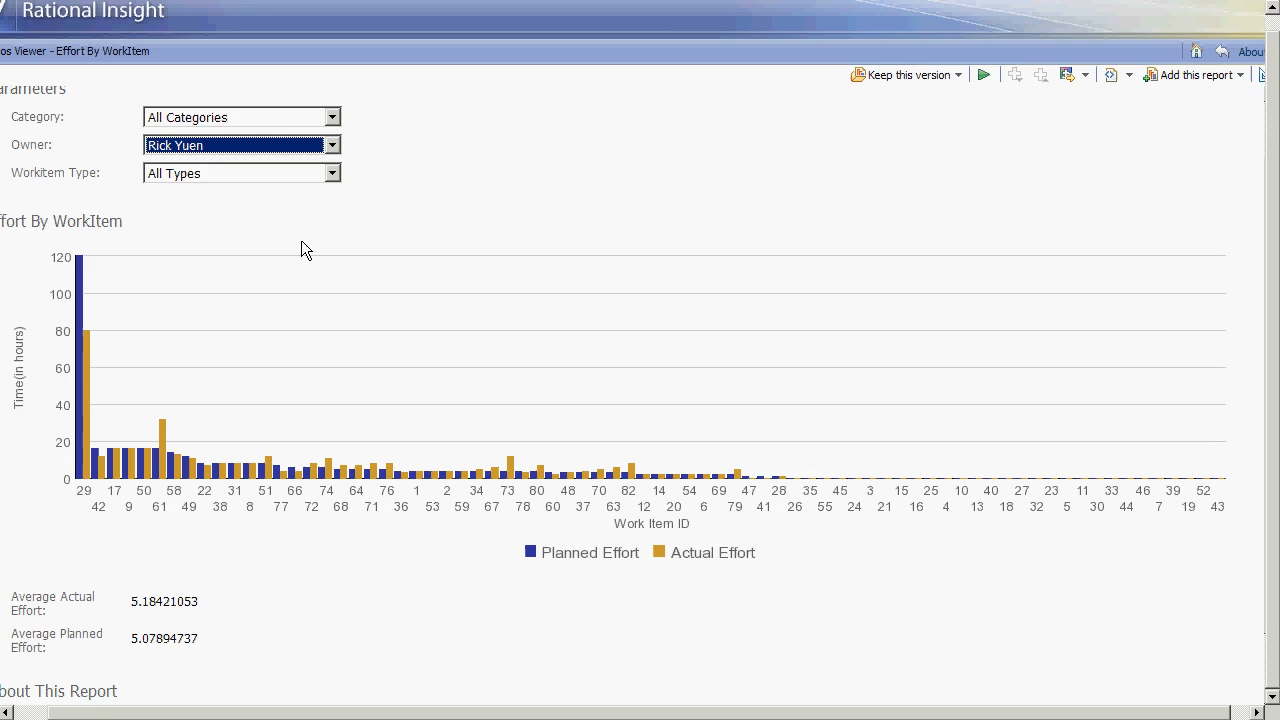 Rational Insight
os Viewer - Effort By WorkItem
Abou
Keep this version
Add this report
arameters
Category: All Categories
Owner: Rick Yuen
Workitem Type: All Types
ffort By WorkItem
120
100
80
60
40
20
0
Time(in hours)
29 17 50 58 22 31 51 66 74 64 76 1 2 34 73 80 48 70 82 14 54 69 47 28 35 45 3 15 25 10 40 27 23 11 33 46 39 52
42 9 61 49 38 8 77 72 68 71 36 53 59 67 78 60 37 63 12 20 6 79 41 26 55 24 21 16 4 13 18 32 5 30 44 7 19 43
Work Item ID
Planned Effort Actual Effort
Average Actual
Effort: 5.18421053
Average Planned
Effort: 5.07894737
bout This Report